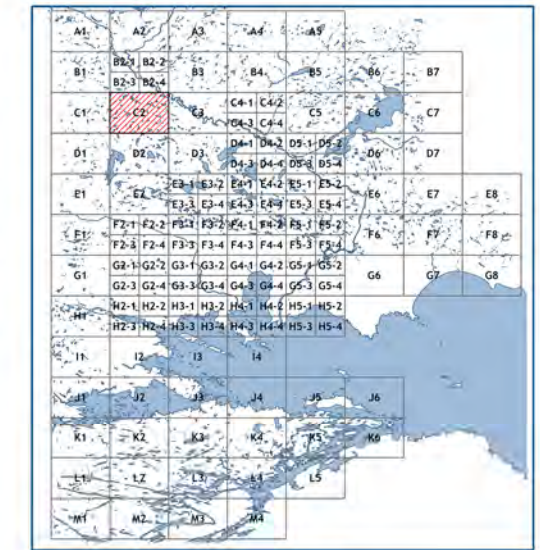 A1 A2 A3 A4 A5
B2-1 B2-2
B1 B3 B4 B5 B6 B7
B2-3 B2-4
C4-1 C4-2
C1 C2 C3 C5 C6 C7
C4-3 C4-4
D4-1 D4-2 D5-1 D5-2
D1 D2 D3 D6 D7
D4-3 D4-4 D5-3 D5-4
E3-1 E3-2 E4-1 E4-2 E5-1 E5-2
E1 E2 E6 E7 E8
E3-3 E3-4 E4-3 E4-4 E5-3 E5-4
F2-1 F2-2 F3-1 F3-2 F4-1 F4-2 F5-1 F5-2
F1 F6 F7 F8
F2-3 F2-4 F3-3 F3-4 F4-3 F4-4 F5-3 F5-4
G2-1 G2-2 G3-1 G3-2 G4-1 G4-2 G5-1 G5-2
G1 G6 G7 G8
G2-3 G2-4 G3-3 G3-4 G4-3 G4-4 G5-3 G5-4
H2-1 H2-2 H3-1 H3-2 H4-1 H4-2 H5-1 H5-2
H1
H2-3 H2-4 H3-3 H3-4 H4-3 H4-4 H5-3 H5-4
I1 I2 I3 I4
J1 J2 J3 J4 J5 J6
K1 K2 K3 K4 K5 K6
L1 L2 L3 L4 L5
M1 M2 M3 M4